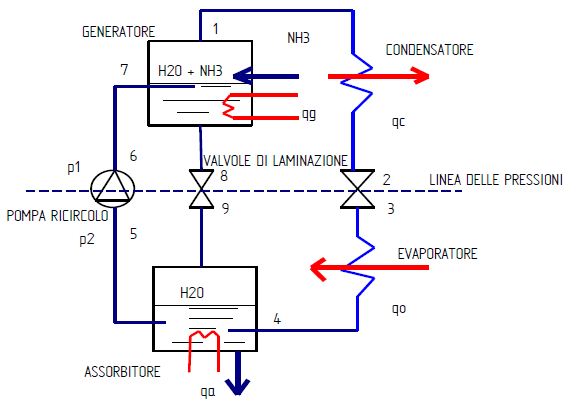 GENERATORE
1
NH3
CONDENSATORE
7
H2O + NH3
qg
qc
6
p1
VALVOLE DI LAMINAZIONE
8
2
LINEA DELLE PRESSIONI
9
3
POMPA RICIRCOLO
p2
5
EVAPORATORE
H2O
4
qo
ASSORBITORE
qa